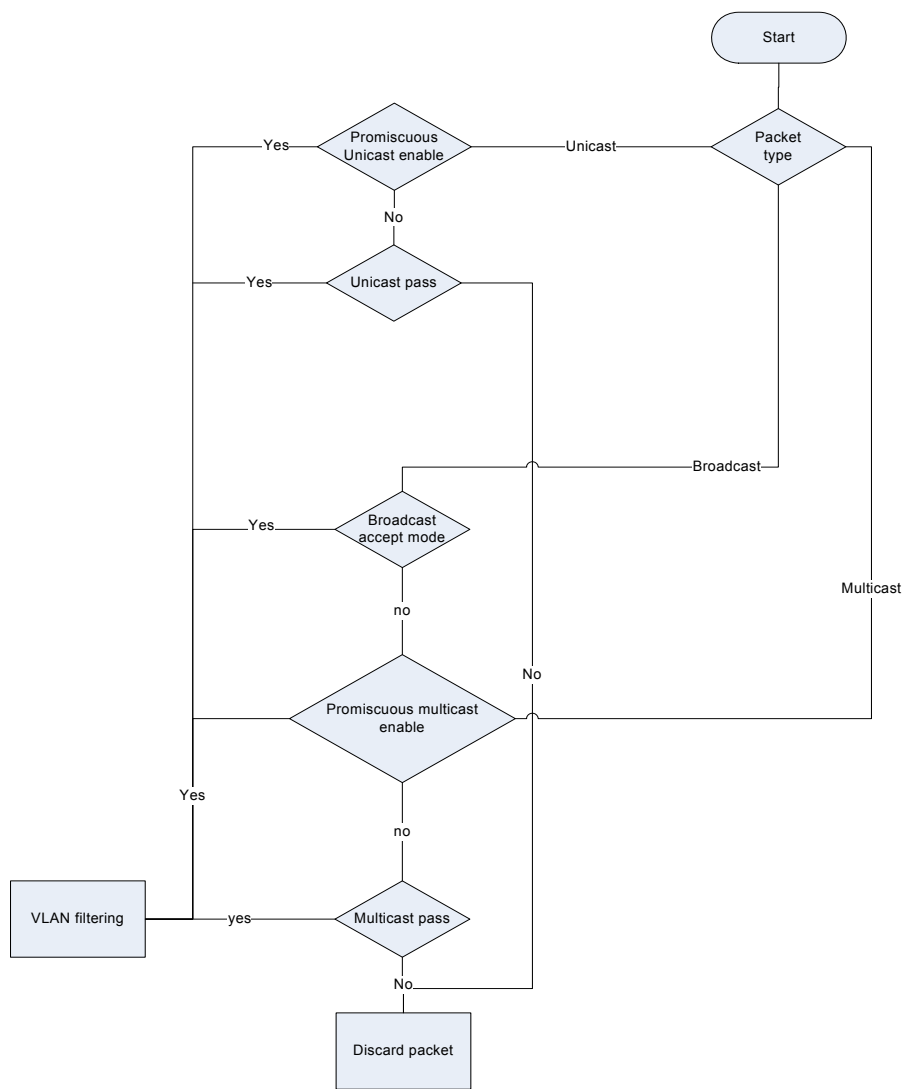 Start
Promiscuous
Unicast enable
Yes
Unicast
Packet
type
No
Unicast pass
Yes
Broadcast
Broadcast
accept mode
Yes
Multicast
no
No
Promiscuous multicast
enable
Yes
no
VLAN filtering
yes
Multicast pass
No
Discard packet